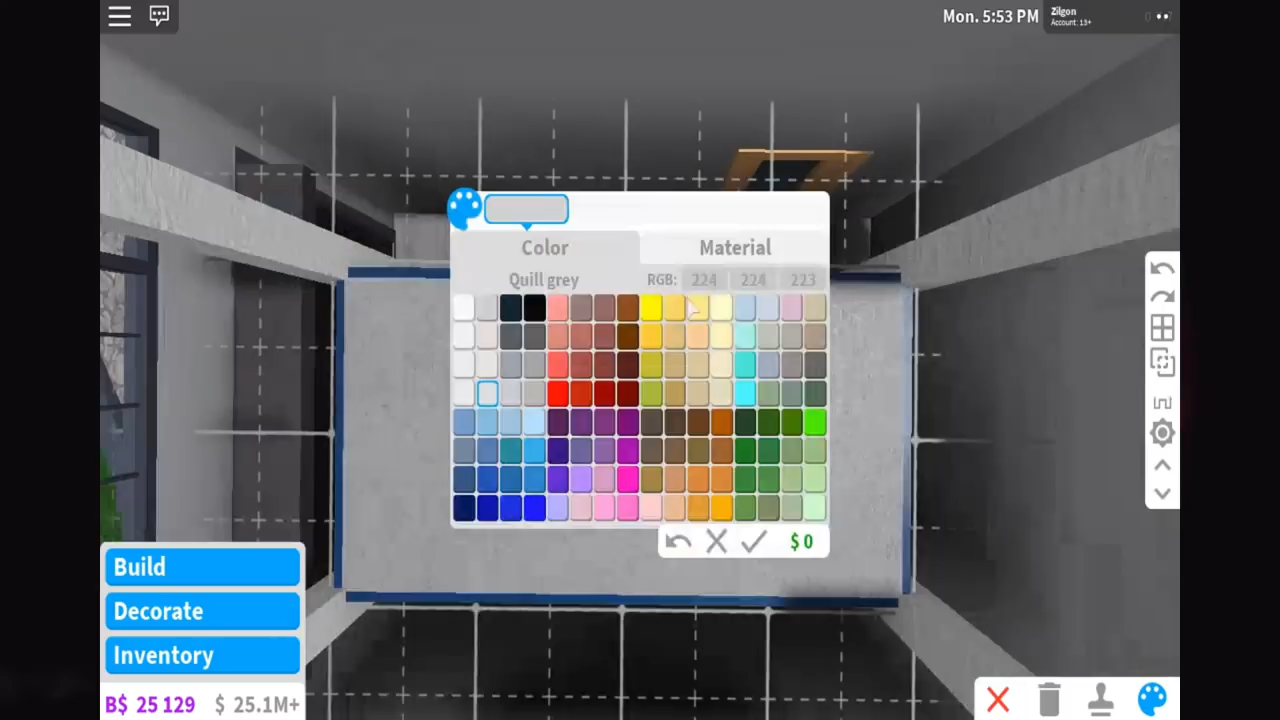 Mon. 5:53 PM
Zilgon
Account: 13+
Color
Material
Quill grey
RGB: 224 224 223
$ 0
Build
Decorate
Inventory
B$ 25 129 $ 25.1M+